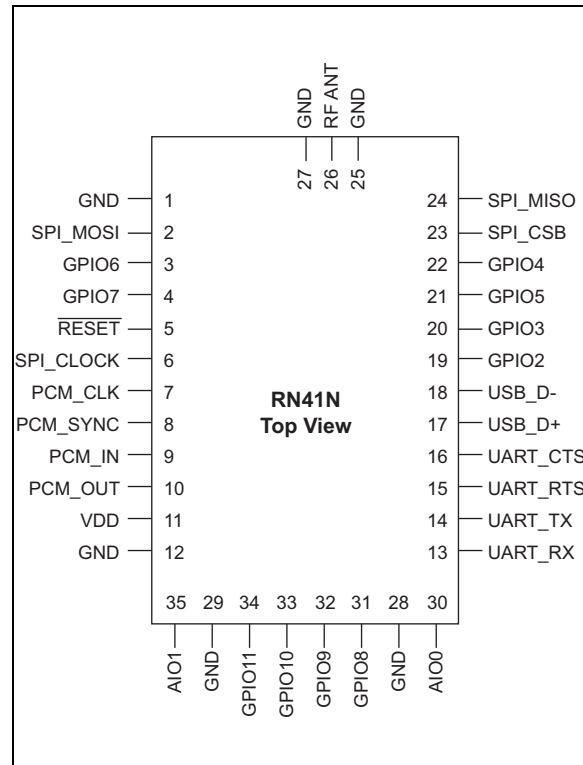 GND RF ANT GND
27 26 25
GND 1 24 SPI_MISO
SPI_MOSI 2 23 SPI_CSB
GPIO6 3 22 GPIO4
GPIO7 4 21 GPIO5
RESET 5 20 GPIO3
SPI_CLOCK 6 19 GPIO2
PCM_CLK 7 18 USB_D-
PCM_SYNC 8 17 USB_D+
PCM_IN 9 16 UART_CTS
PCM_OUT 10 15 UART_RTS
VDD 11 14 UART_TX
GND 12 13 UART_RX
RN41N
Top View
35 29 34 33 32 31 28 30
AIO1 GND GPIO11 GPIO10 GPIO9 GPIO8 GND AIO0